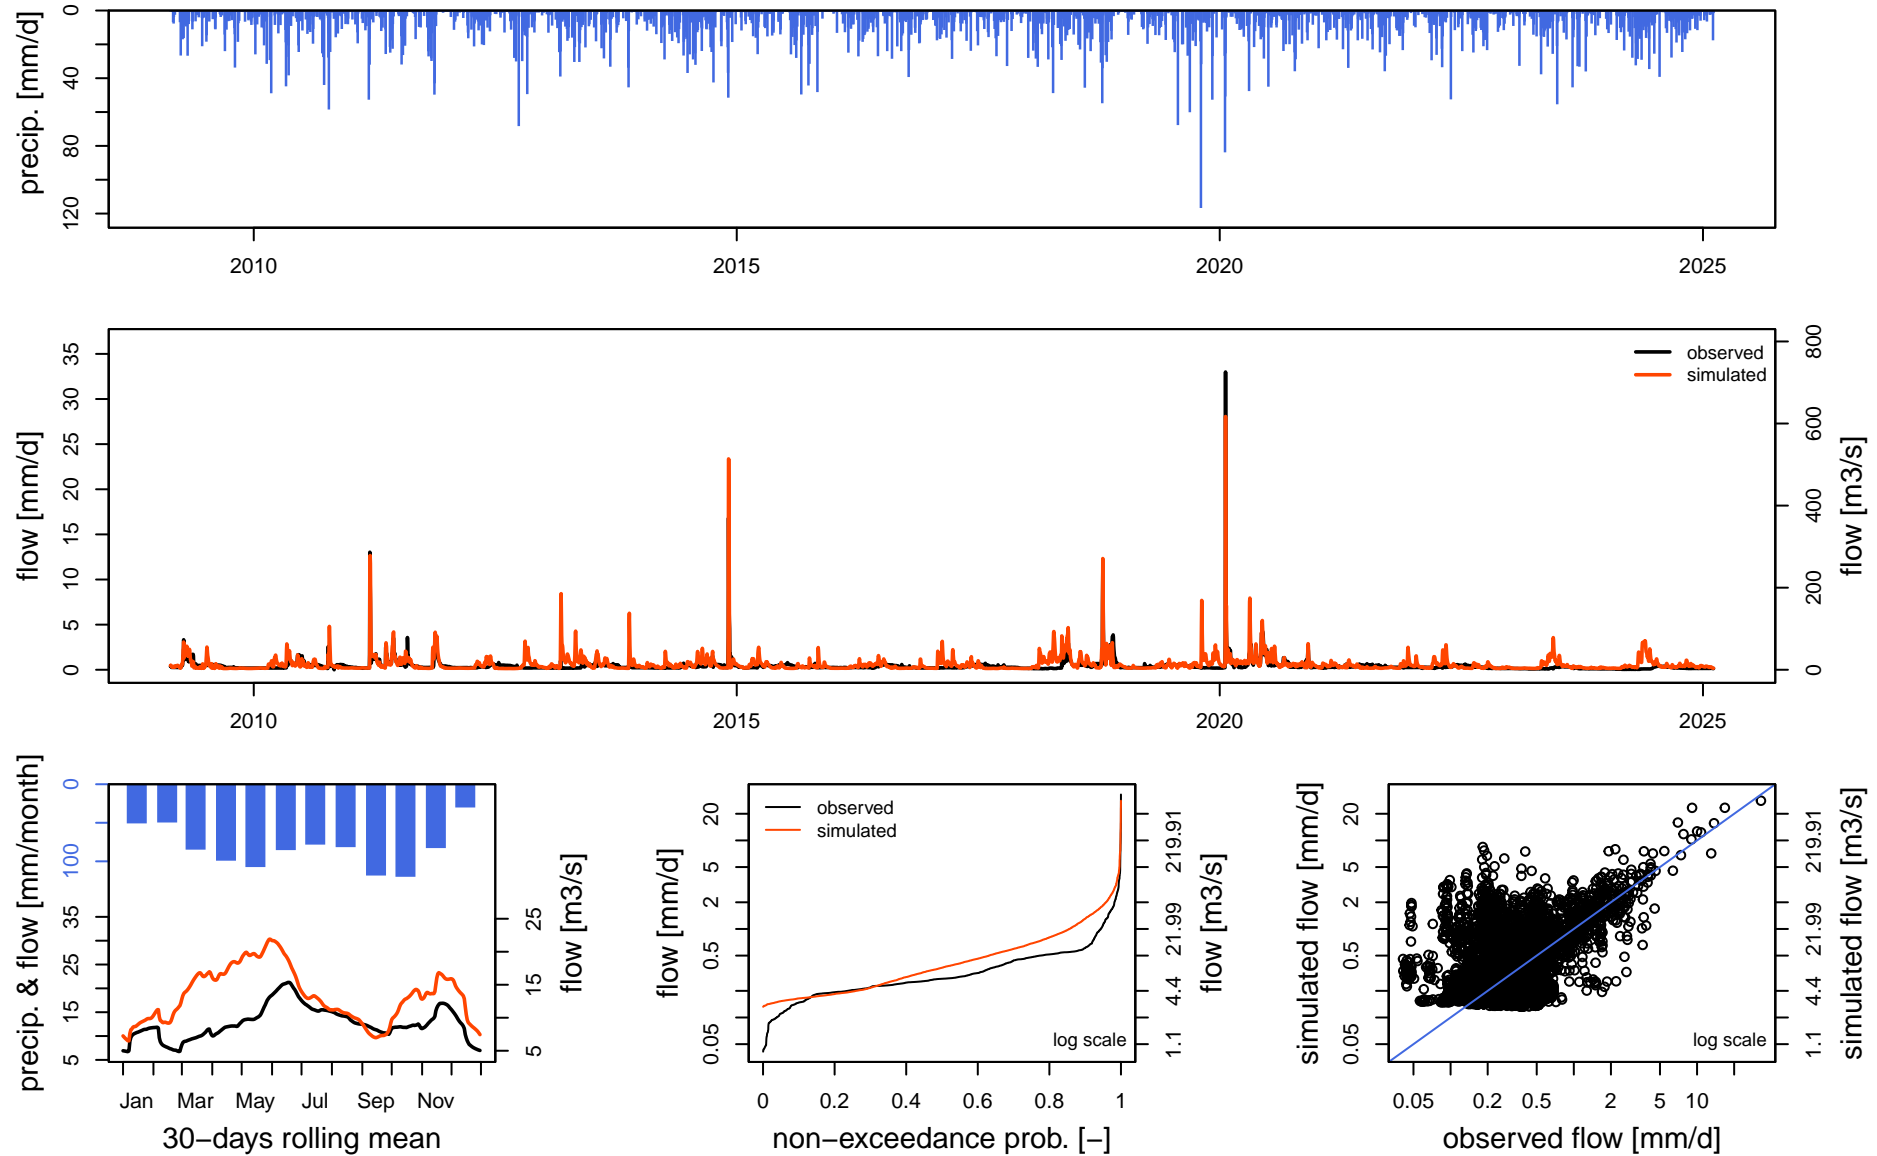 precip. [mm/d]
0
40
80
120
2010 2015 2020 2025
flow [mm/d]
0 5 10 15 20 25 30 35
observed
simulated
0 200 400 600 800
flow [m3/s]
2010 2015 2020 2025
precip. & flow [mm/month]
0
100
5 15 25 35
5 15 25
flow [m3/s]
Jan Mar May Jul Sep Nov
30−days rolling mean
flow [mm/d]
0.05 0.5 2 5 20
observed
simulated
log scale
1.1 4.4 21.99 219.91
flow [m3/s]
0 0.2 0.4 0.6 0.8 1
non−exceedance prob. [−]
simulated flow [mm/d]
0.05 0.5 2 5 20
log scale
1.1 4.4 21.99 219.91
simulated flow [m3/s]
0.05 0.2 0.5 2 5 10
observed flow [mm/d]